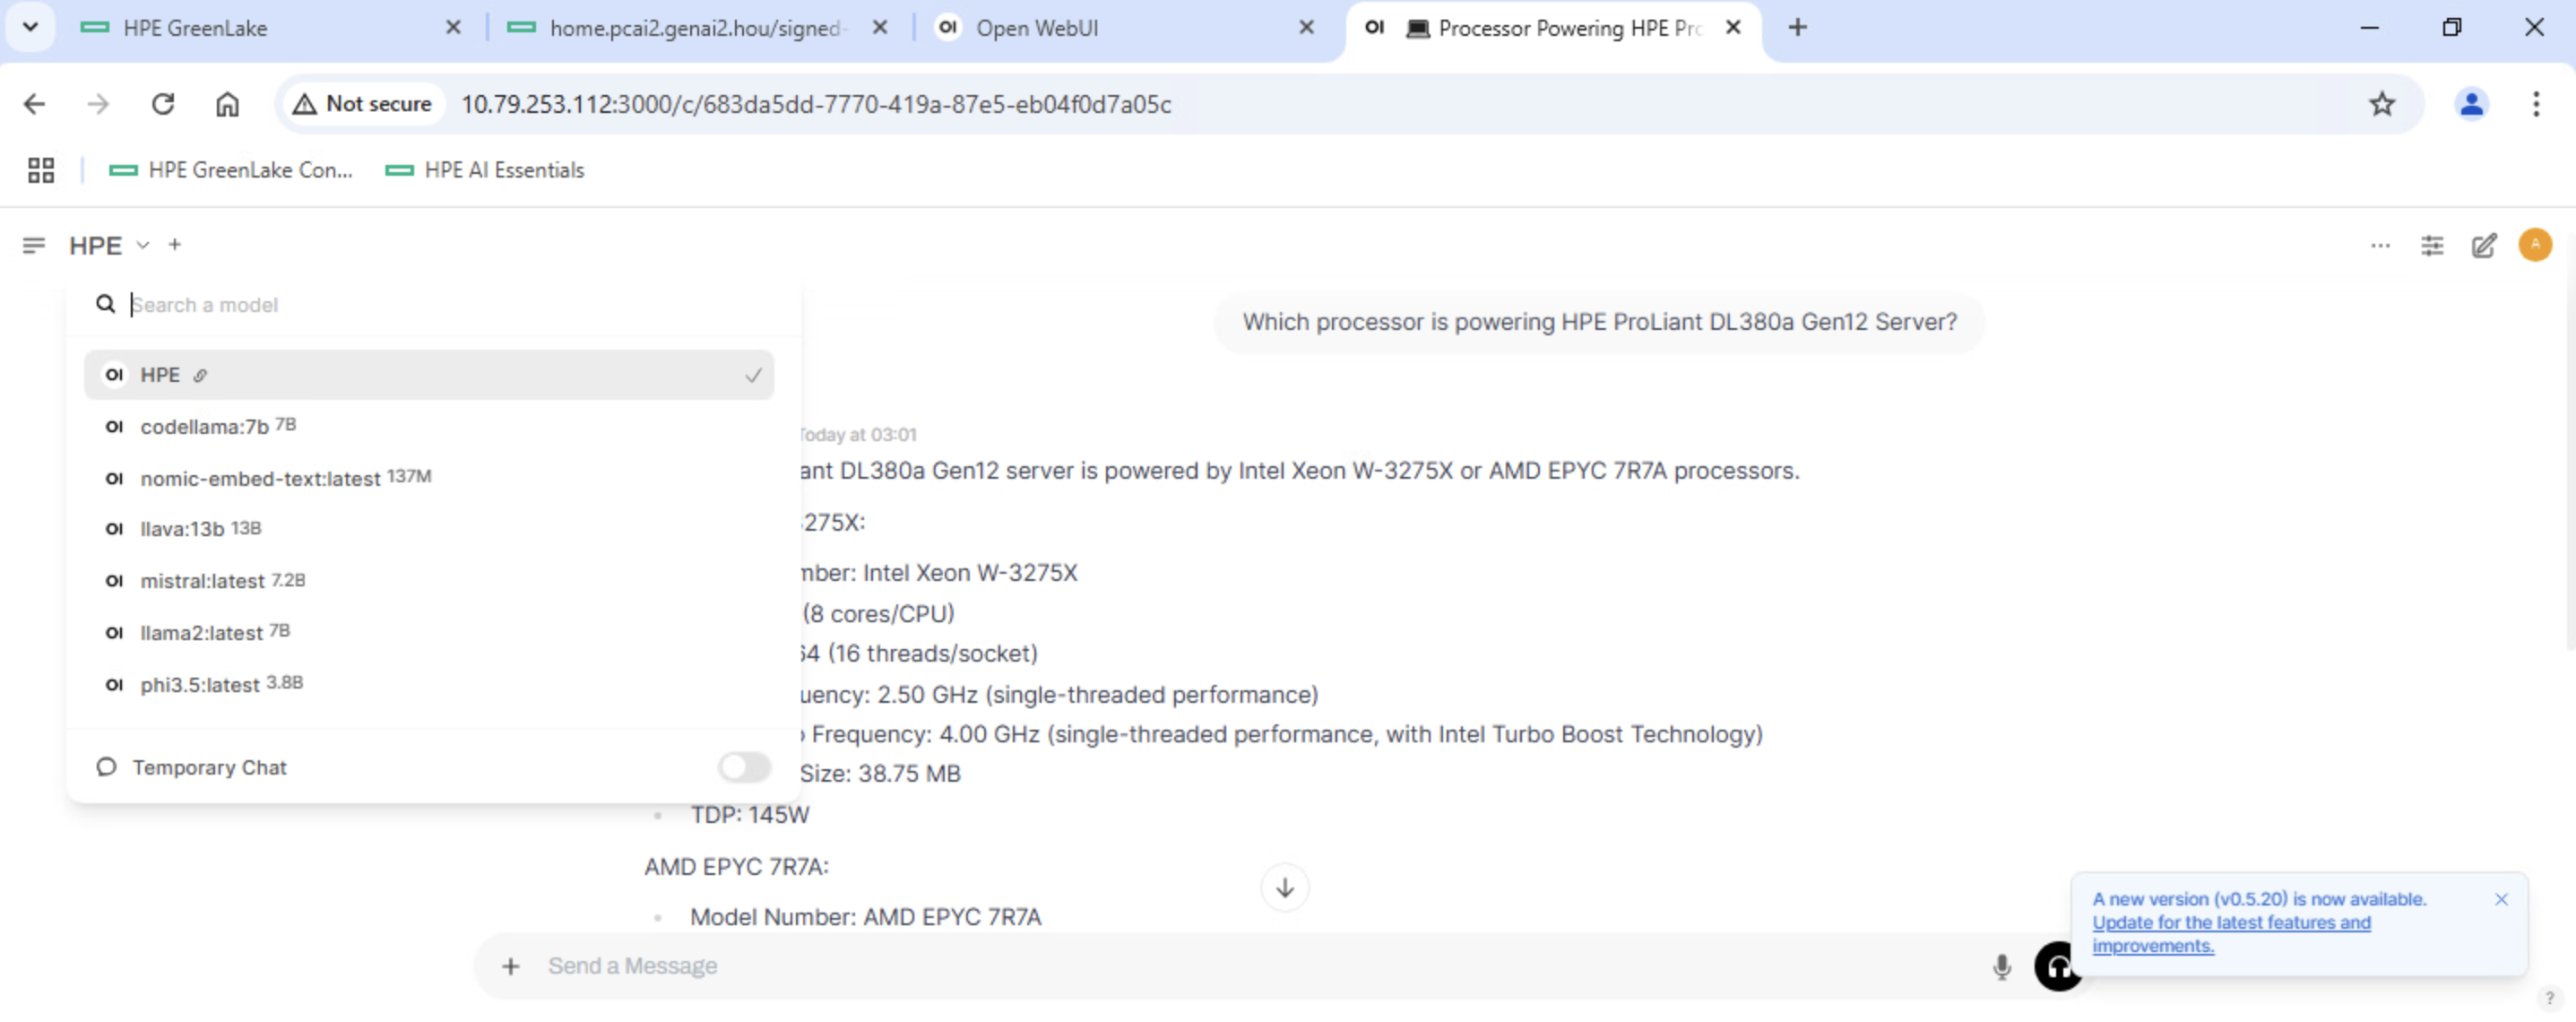 HPE GreenLake
home.pcai2.genai2.hou/signed-
OI Open WebUI
OI Processor Powering HPE Pro
Not secure
10.79.253.112:3000/c/683da5dd-7770-419a-87e5-eb04f0d7a05c
HPE GreenLake Con...
HPE AI Essentials
HPE
A
Search a model
OI HPE
OI codellama:7b 7B
OI nomic-embed-text:latest 137M
OI llava:13b 13B
OI mistral:latest 7.2B
OI llama2:latest 7B
OI phi3.5:latest 3.8B
Temporary Chat
Which processor is powering HPE ProLiant DL380a Gen12 Server?
Today at 03:01
ant DL380a Gen12 server is powered by Intel Xeon W-3275X or AMD EPYC 7R7A processors.
275X:
mber: Intel Xeon W-3275X
(8 cores/CPU)
64 (16 threads/socket)
uency: 2.50 GHz (single-threaded performance)
o Frequency: 4.00 GHz (single-threaded performance, with Intel Turbo Boost Technology)
Size: 38.75 MB
TDP: 145W
AMD EPYC 7R7A:
Model Number: AMD EPYC 7R7A
Send a Message
A new version (v0.5.20) is now available.
Update for the latest features and
improvements.
?